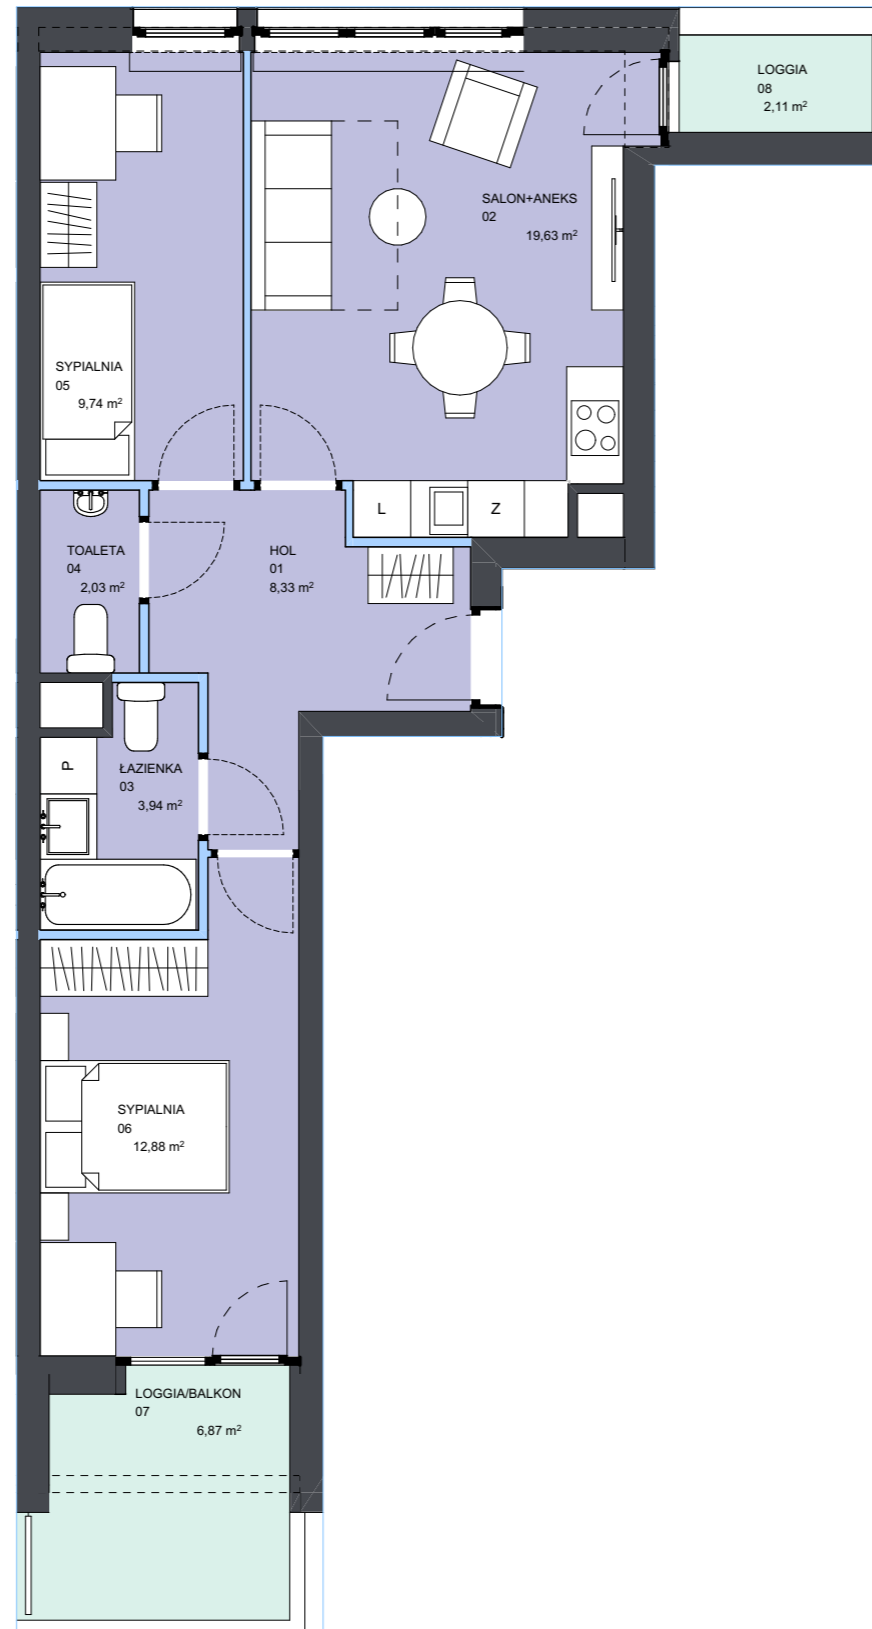 LOGGIA
08
2,11 m²
SALON+ANEKS
02
19,63 m²
SYPIALNIA
05
9,74 m²
L
Z
TOALETA
04
2,03 m²
HOL
01
8,33 m²
P
ŁAZIENKA
03
3,94 m²
SYPIALNIA
06
12,88 m²
LOGGIA/BALKON
07
6,87 m²